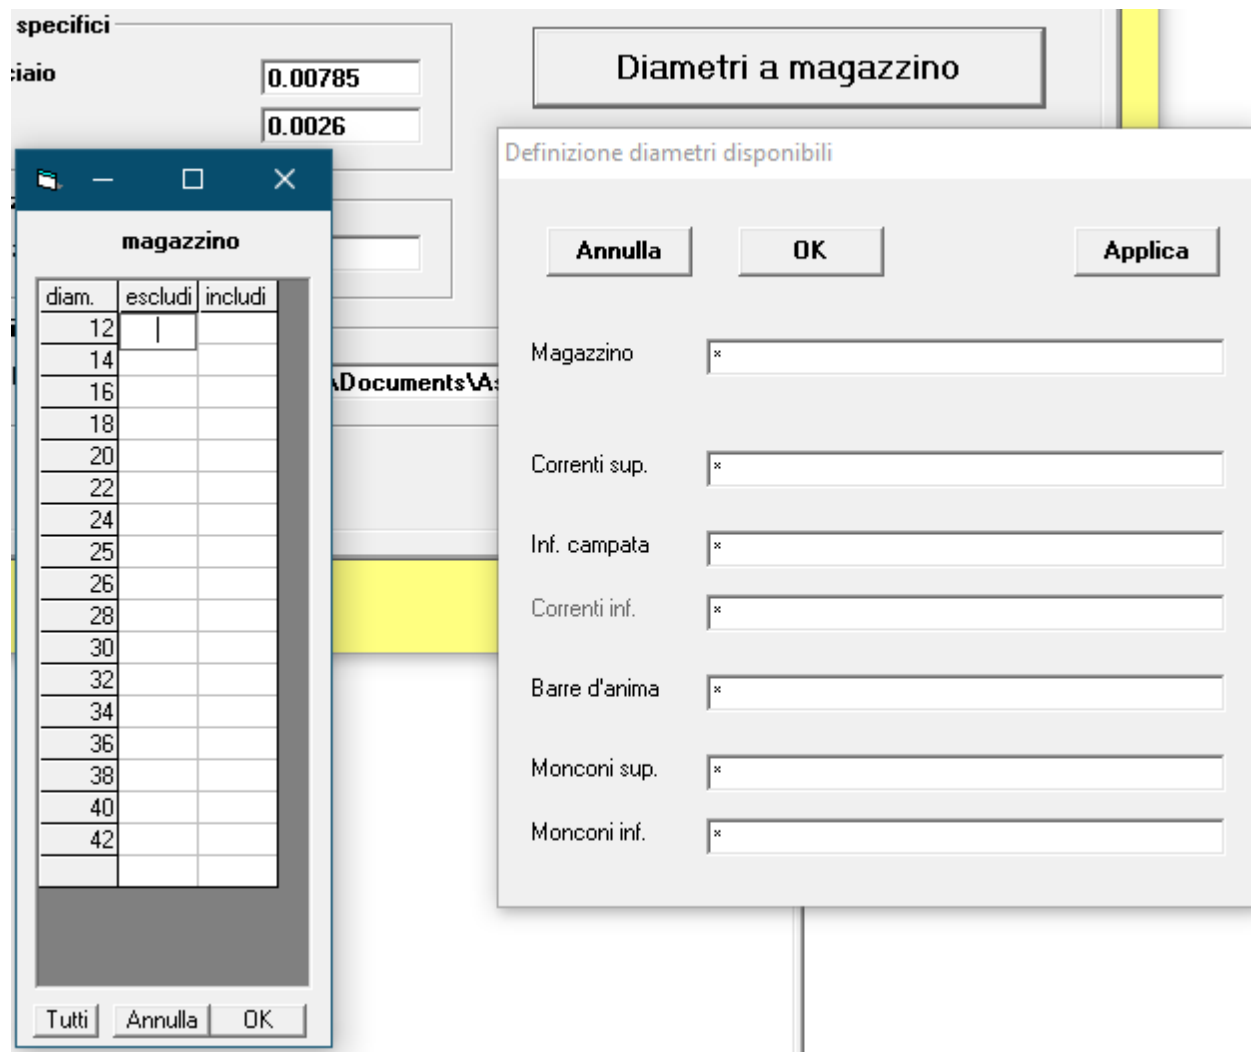 specifici
ciaio
0.00785
0.0026
Diametri a magazzino
magazzino
diam. escludi includi
12
14
16
18
20
22
24
25
26
28
30
32
34
36
38
40
42
Tutti Annulla OK
\Documents\As
Definizione diametri disponibili
Annulla OK Applica
Magazzino *
Correnti sup. *
Inf. campata *
Correnti inf. *
Barre d'anima *
Monconi sup. *
Monconi inf. *